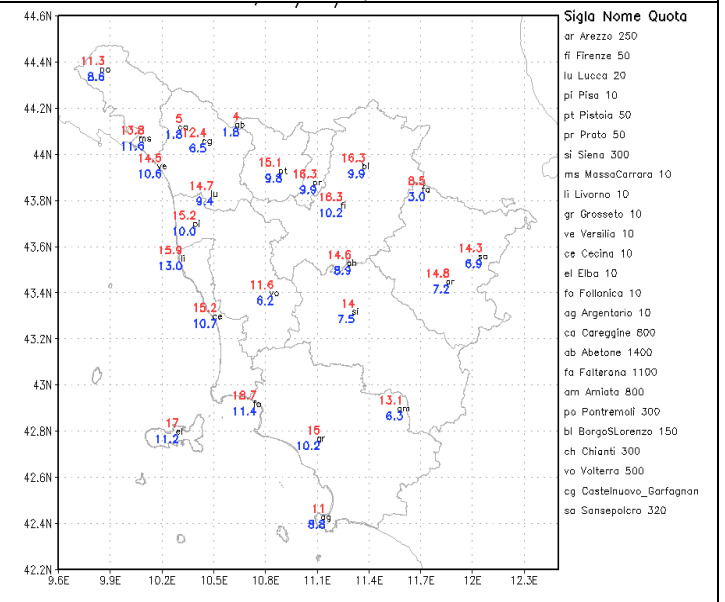 Sigla Nome Quota
ar Arezzo 250
fi Firenze 50
lu Lucca 20
pi Pisa 10
pt Pistoia 50
pr Prato 50
si Siena 300
ms MassaCarrara 10
li Livorno 10
gr Grosseto 10
ve Versilia 10
ce Cecina 10
el Elba 10
fo Follonica 10
ag Argentario 10
ca Careggine 800
ab Abetone 1400
fa Falterona 1100
am Amiata 800
po Pontremoli 300
bl BorgoSLorenzo 150
ch Chianti 300
vo Volterra 500
cg Castelnuovo_Garfagnan
sa Sansepolcro 320
44.6N
44.4N
44.2N
44N
43.8N
43.6N
43.4N
43.2N
43N
42.8N
42.6N
42.4N
42.2N
9.6E 9.9E 10.2E 10.5E 10.8E 11.1E 11.4E 11.7E 12E 12.3E
11.3
po
8.6
13.8
ms
11.6
5
ca
1.8
12.4
cg
6.5
4
ab
1.8
14.5
ve
10.6
15.1
pt
9.8
16.3
pr
9.9
16.3
bl
9.9
8.5
fa
3.0
14.7
lu
9.4
16.3
fi
10.2
15.2
pi
10.0
15.9
li
13.0
14.6
8.9
14.3
sa
6.9
14.8
ar
7.2
11.6
vo
6.2
15.2
ce
10.7
14
si
7.5
18.7
fo
11.4
13.1
am
6.3
17
el
11.2
15
gr
10.2
11
ag
8.8